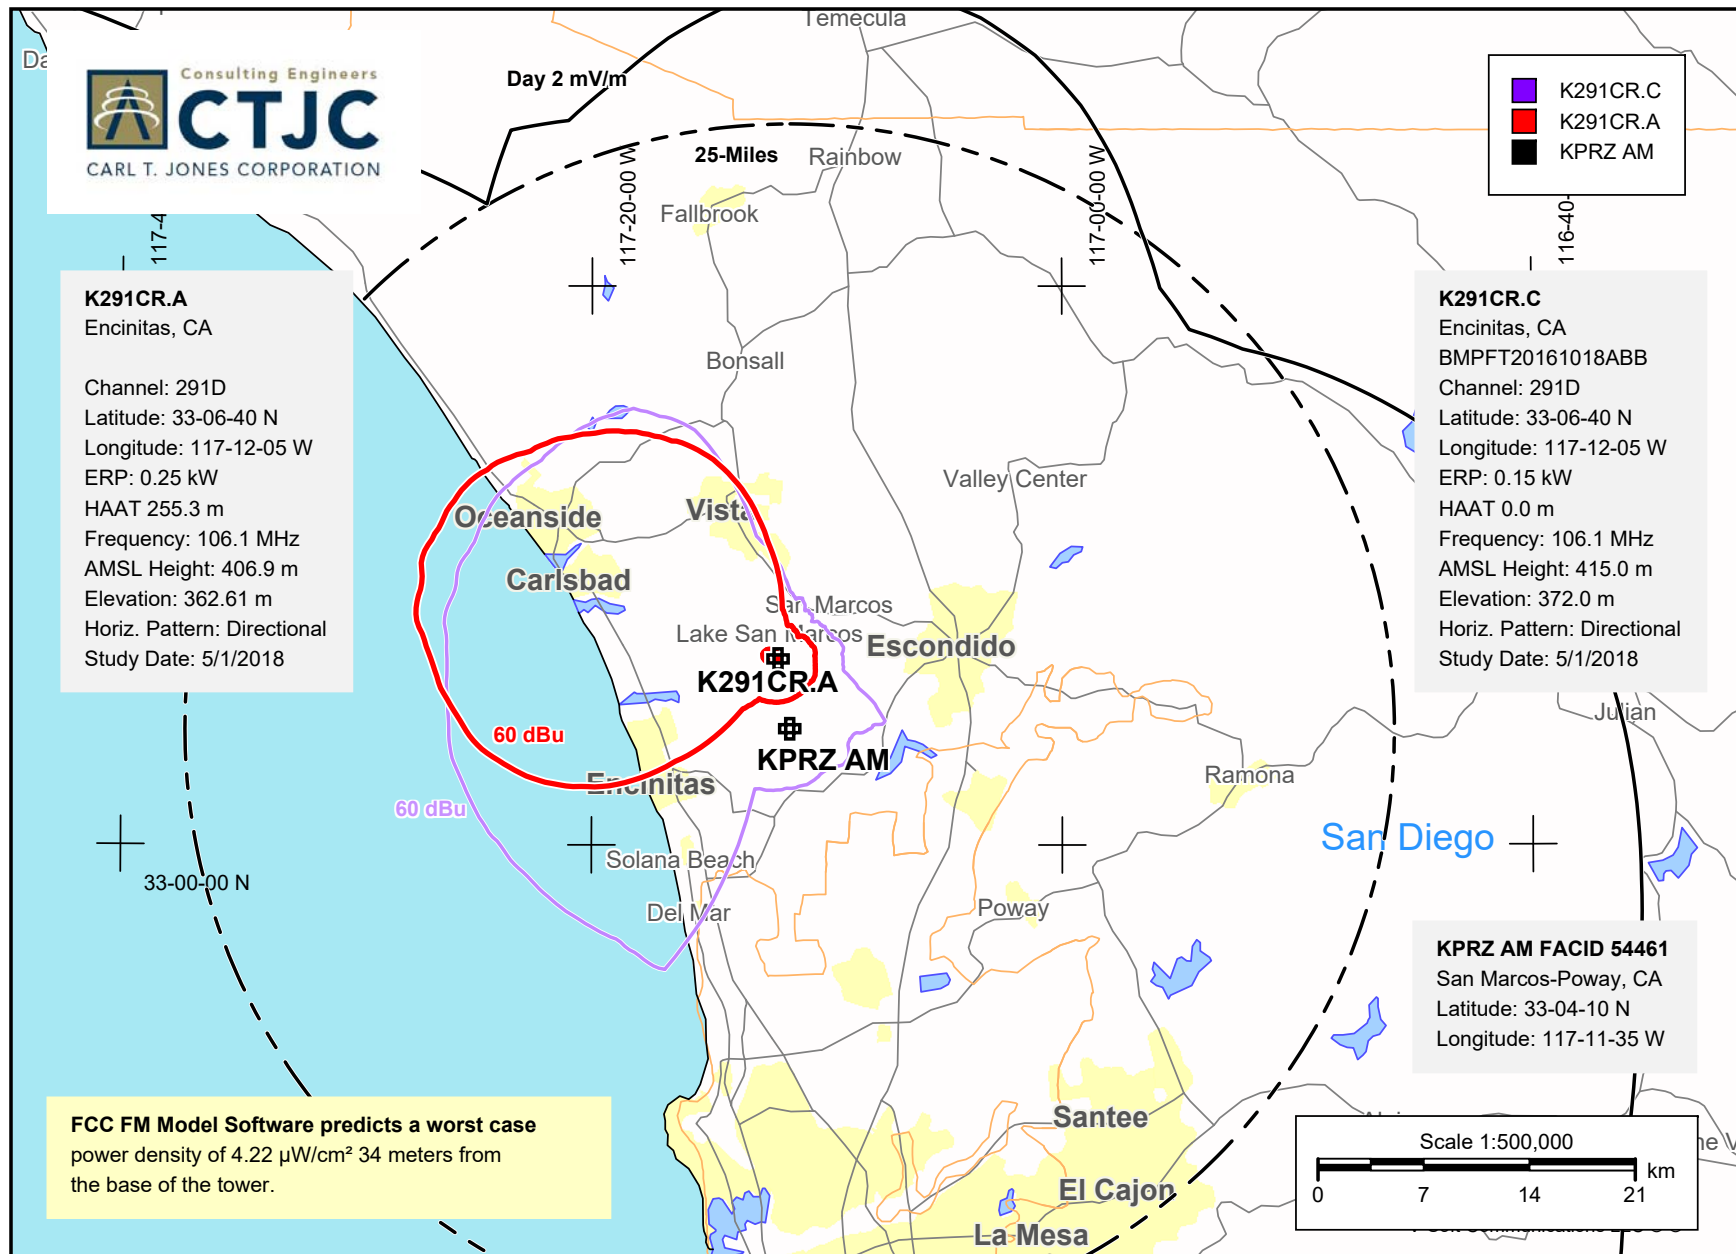 Temecula
Da
Consulting Engineers
CTJC
CARL T. JONES CORPORATION
Day 2 mV/m
25-Miles
Rainbow
Fallbrook
117-4
117-20-00 W
117-00-00 W
116-40-
K291CR.C
K291CR.A
KPRZ AM
K291CR.A
Encinitas, CA
Channel: 291D
Latitude: 33-06-40 N
Longitude: 117-12-05 W
ERP: 0.25 kW
HAAT 255.3 m
Frequency: 106.1 MHz
AMSL Height: 406.9 m
Elevation: 362.61 m
Horiz. Pattern: Directional
Study Date: 5/1/2018
K291CR.C
Encinitas, CA
BMPFT20161018ABB
Channel: 291D
Latitude: 33-06-40 N
Longitude: 117-12-05 W
ERP: 0.15 kW
HAAT 0.0 m
Frequency: 106.1 MHz
AMSL Height: 415.0 m
Elevation: 372.0 m
Horiz. Pattern: Directional
Study Date: 5/1/2018
Bonsall
Valley Center
Oceanside
Vista
Carlsbad
San Marcos
Lake San Marcos
Escondido
K291CR.A
KPRZ AM
60 dBu
60 dBu
Encinitas
Julian
Ramona
San Diego
Solana Beach
33-00-00 N
Del Mar
Poway
KPRZ AM FACID 54461
San Marcos-Poway, CA
Latitude: 33-04-10 N
Longitude: 117-11-35 W
FCC FM Model Software predicts a worst case
power density of 4.22 µW/cm² 34 meters from
the base of the tower.
Santee
El Cajon
La Mesa
Scale 1:500,000
km
0 7 14 21